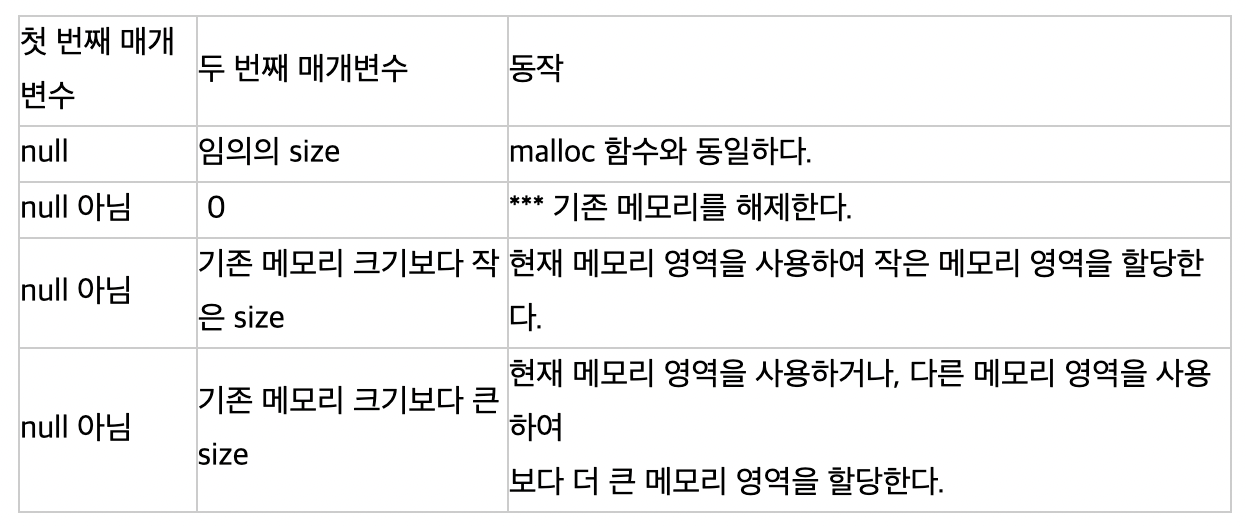 첫 번째 매개
변수
두 번째 매개변수
동작
null
임의의 size
malloc 함수와 동일하다.
null 아님
0
*** 기존 메모리를 해제한다.
null 아님
기존 메모리 크기보다 작
은 size
현재 메모리 영역을 사용하여 작은 메모리 영역을 할당한
다.
null 아님
기존 메모리 크기보다 큰
size
현재 메모리 영역을 사용하거나, 다른 메모리 영역을 사용
하여
보다 더 큰 메모리 영역을 할당한다.